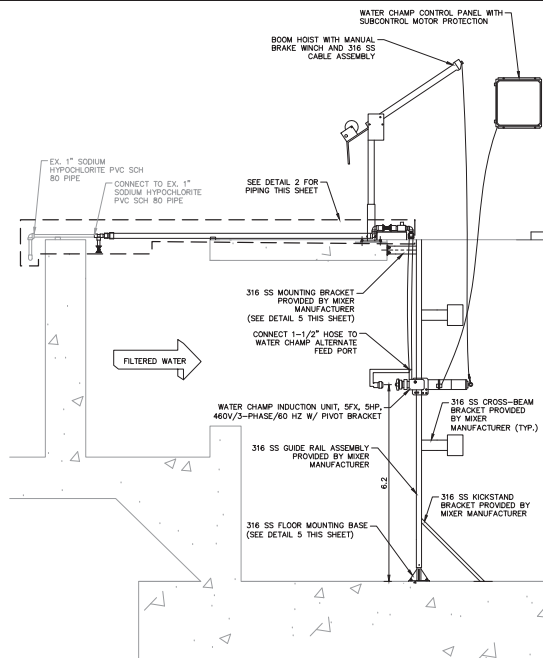 WATER CHAMP CONTROL PANEL WITH
SUBCONTROL MOTOR PROTECTION
BOOM HOIST WITH MANUAL
BRAKE WINCH AND 316 SS
CABLE ASSEMBLY
EX. 1" SODIUM
HYPOCHLORITE PVC SCH
80 PIPE
CONNECT TO EX. 1"
SODIUM HYPOCHLORITE
PVC SCH 80 PIPE
SEE DETAIL 2 FOR
PIPING THIS SHEET
316 SS MOUNTING BRACKET
PROVIDED BY MIXER
MANUFACTURER
(SEE DETAIL 5 THIS SHEET)
CONNECT 1-1/2" HOSE TO
WATER CHAMP ALTERNATE
FEED PORT
FILTERED WATER
WATER CHAMP INDUCTION UNIT, 5FX, 5HP,
460V/3-PHASE/60 HZ W/ PIVOT BRACKET
316 SS CROSS-BEAM
BRACKET PROVIDED
BY MIXER
MANUFACTURER (TYP.)
316 SS GUIDE RAIL ASSEMBLY
PROVIDED BY MIXER
MANUFACTURER
6.2
316 SS KICKSTAND
BRACKET PROVIDED BY
MIXER MANUFACTURER
316 SS FLOOR MOUNTING BASE
(SEE DETAIL 5 THIS SHEET)